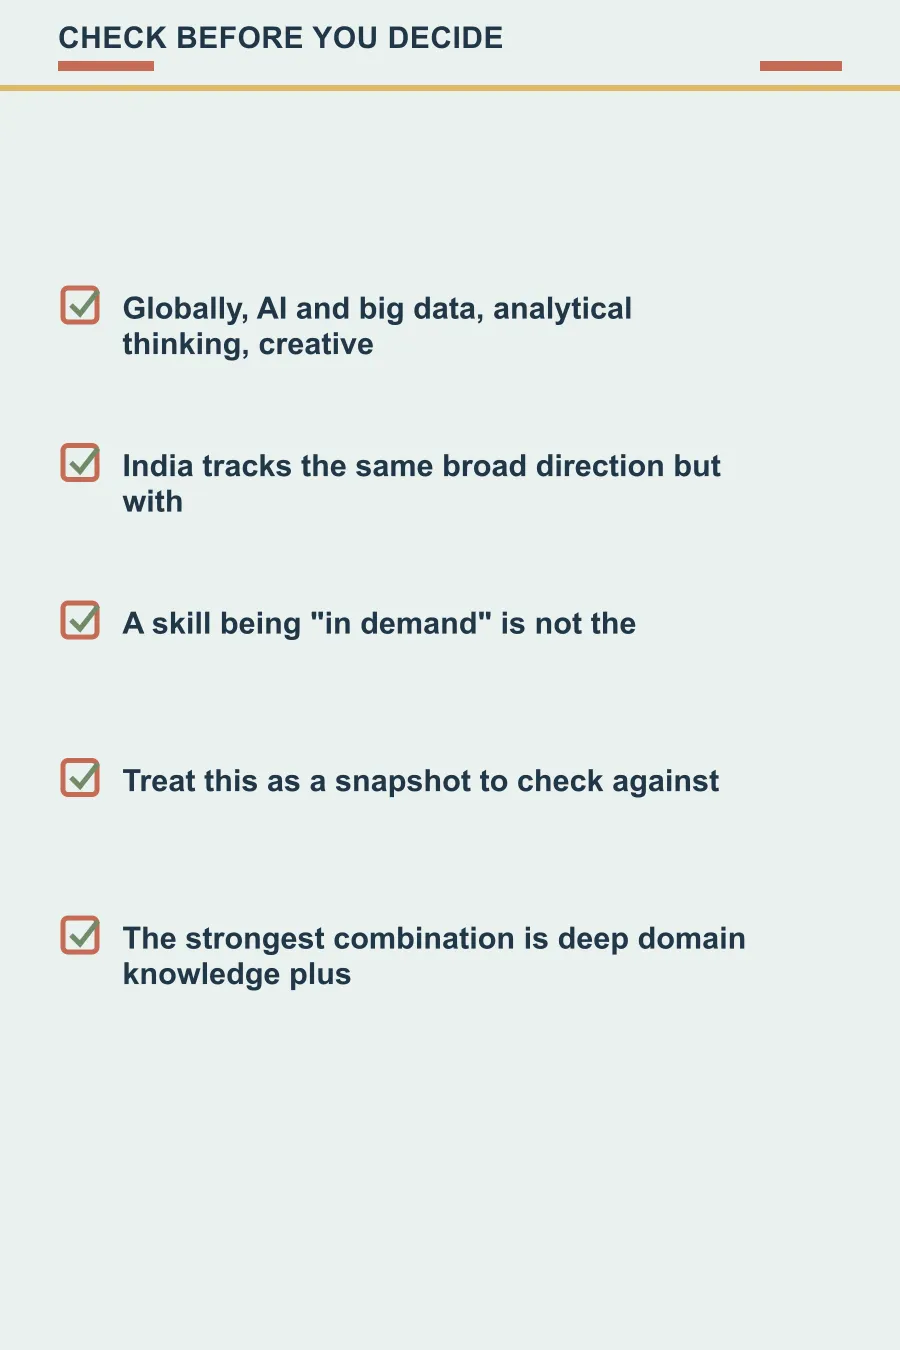 CHECK BEFORE YOU DECIDE
Globally, AI and big data, analytical
thinking, creative
India tracks the same broad direction but
with
A skill being "in demand" is not the
Treat this as a snapshot to check against
The strongest combination is deep domain
knowledge plus